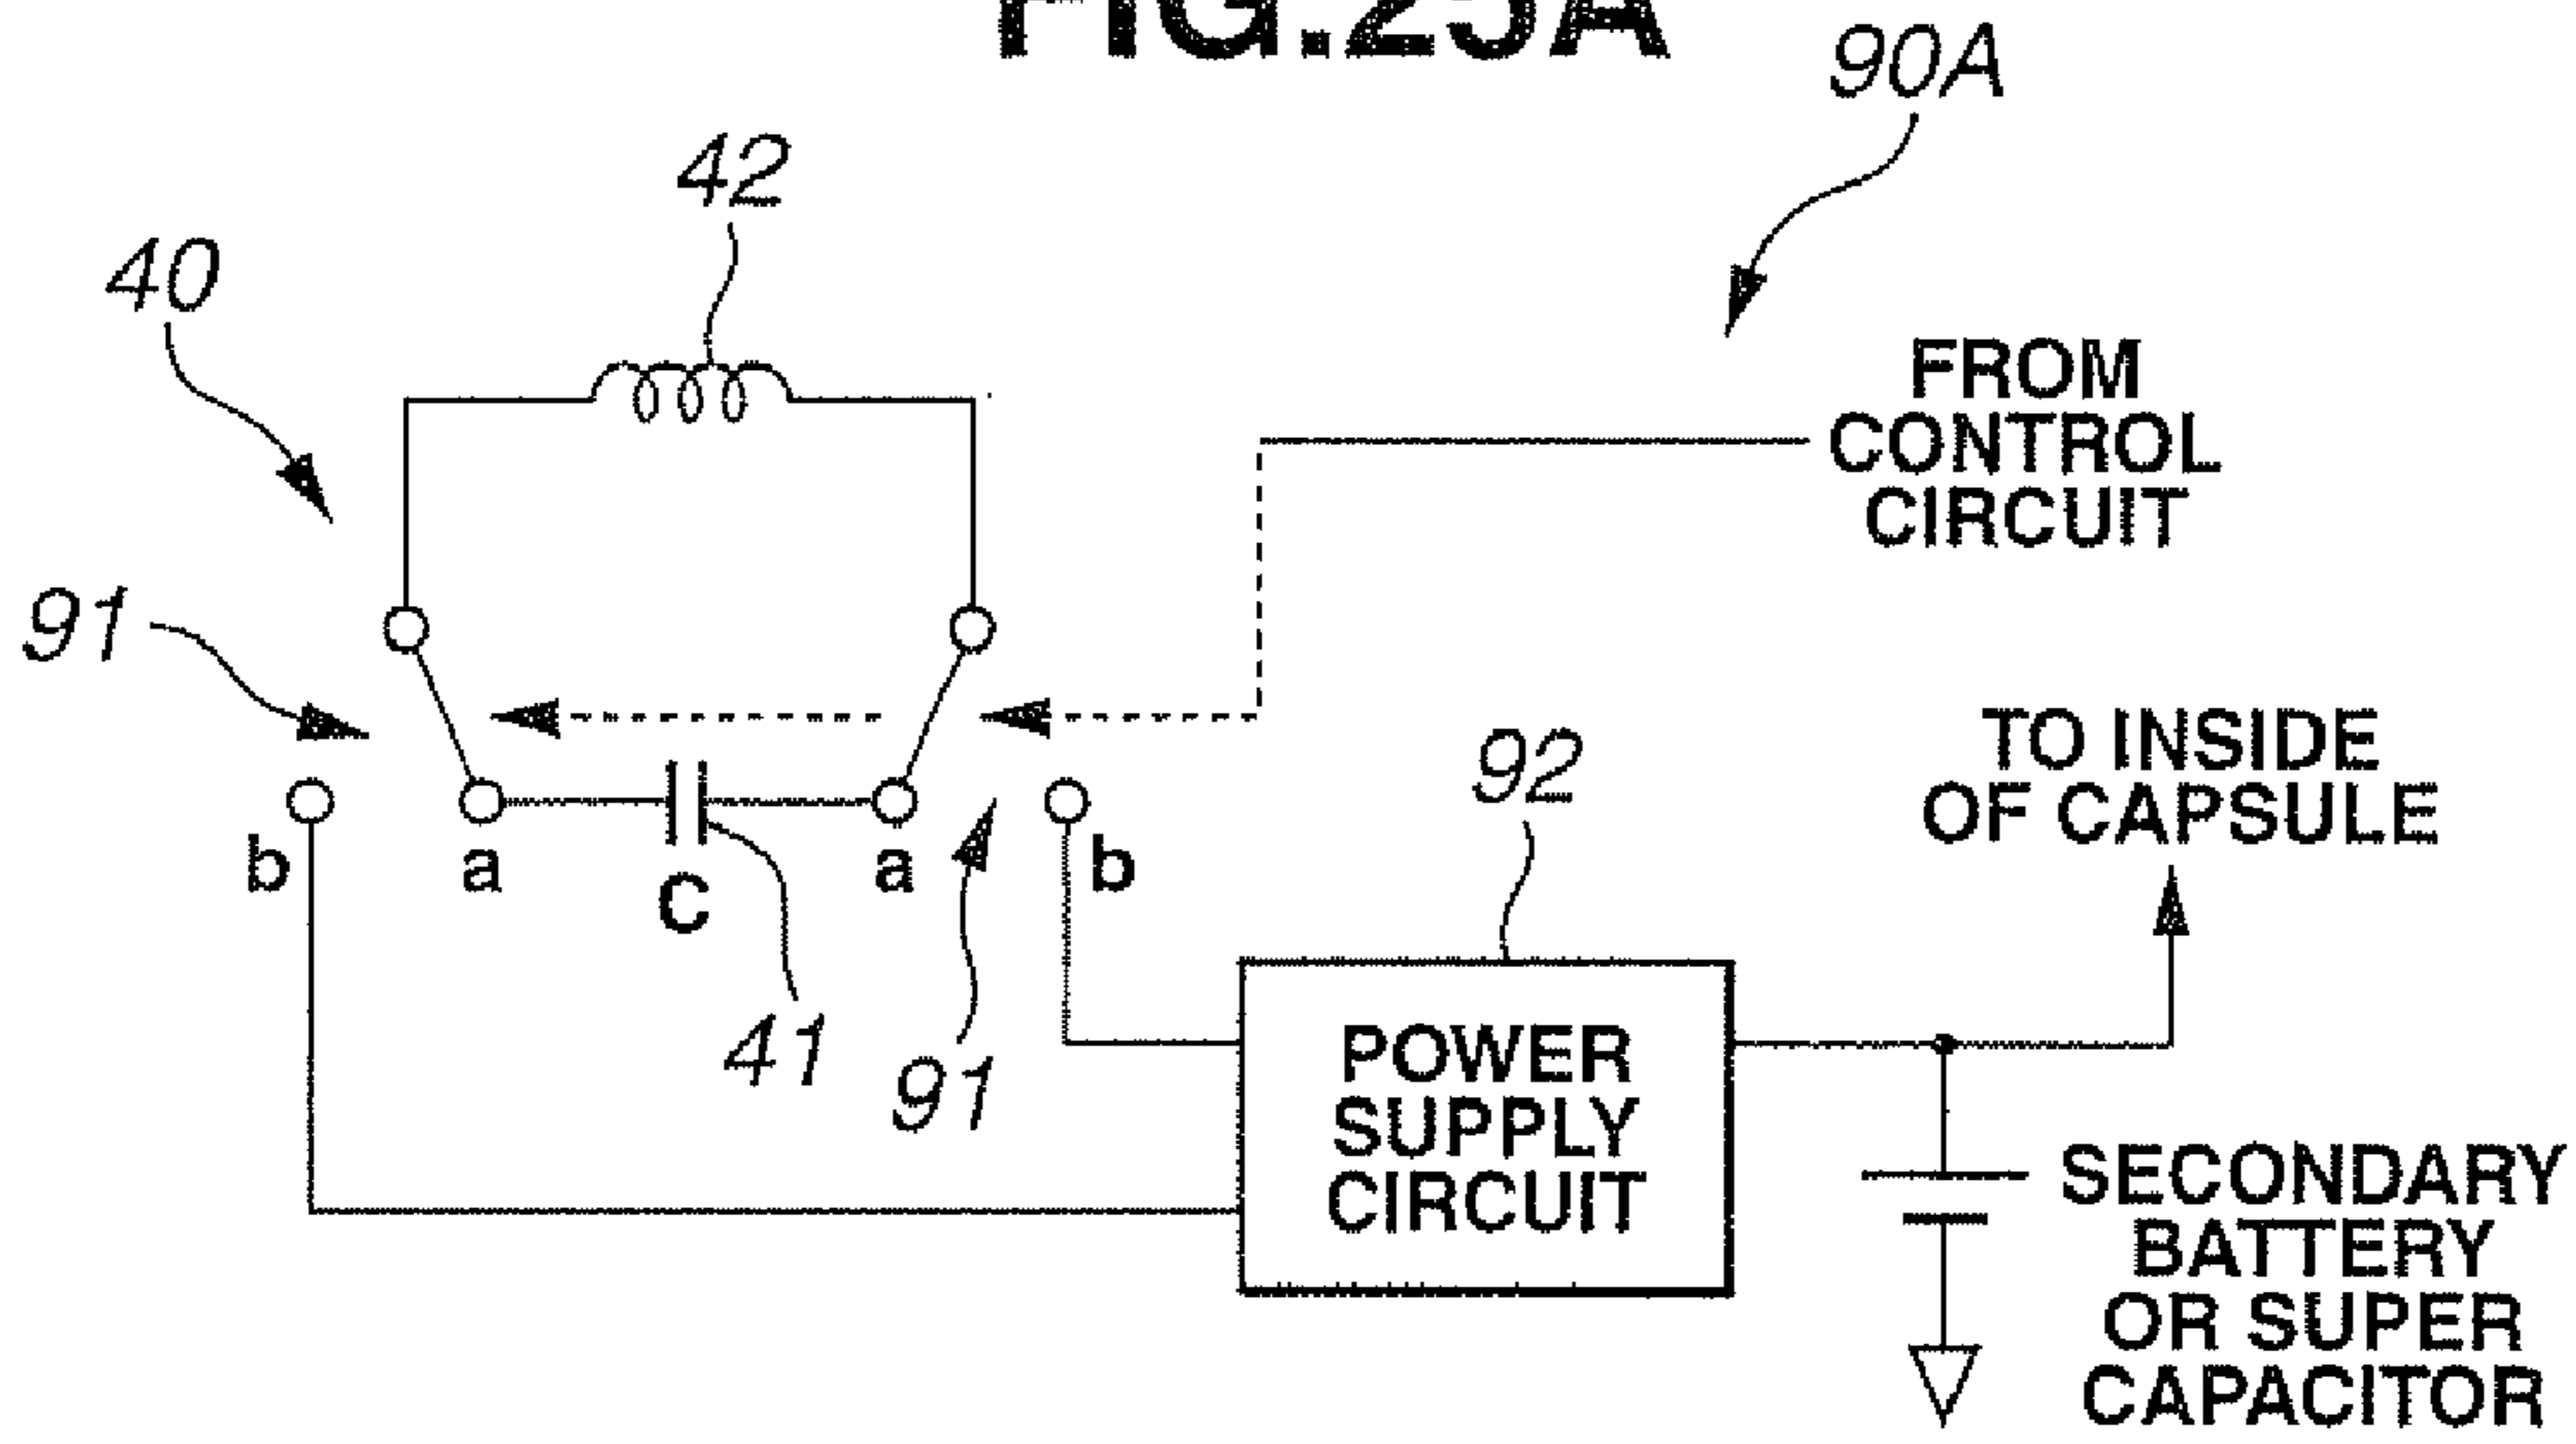 FIG.25A
90A
42
40
FROM
CONTROL
CIRCUIT
91
TO INSIDE
OF CAPSULE
92
b
a
C
a
b
41
91
POWER
SUPPLY
CIRCUIT
SECONDARY
BATTERY
OR SUPER
CAPACITOR